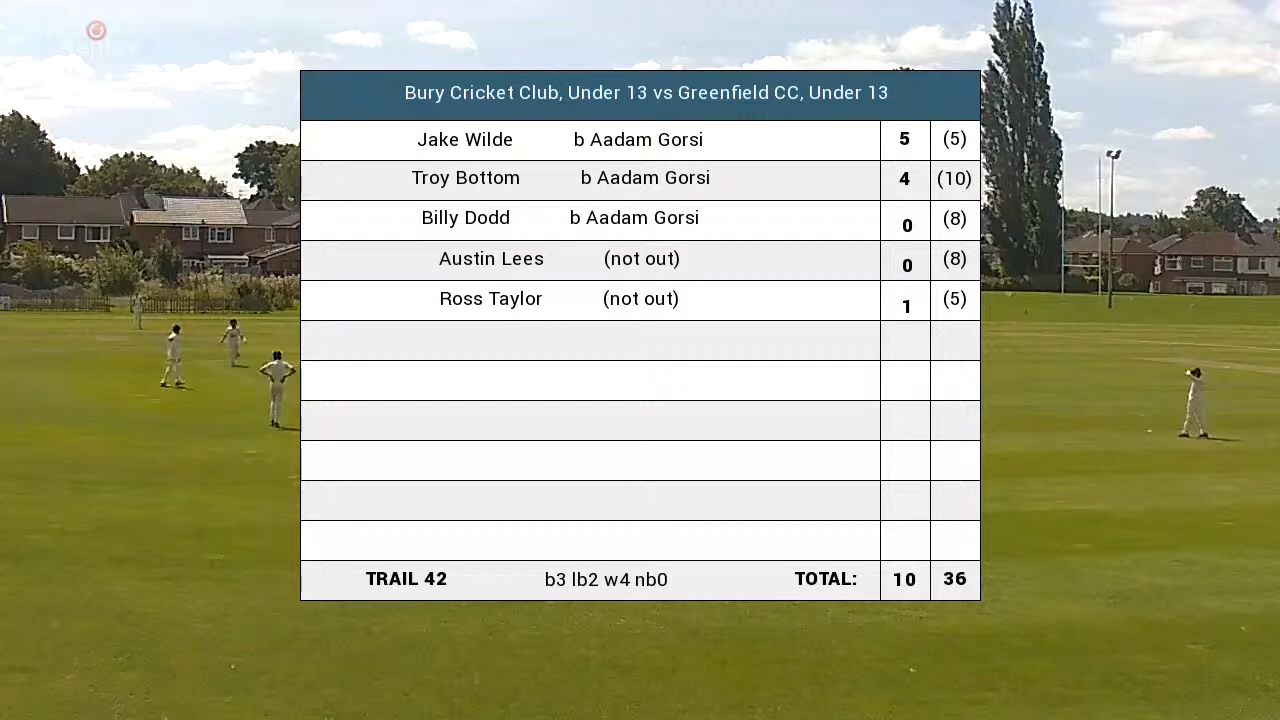 Bury Cricket Club, Under 13 vs Greenfield CC, Under 13
Jake Wilde b Aadam Gorsi 5 (5)
Troy Bottom b Aadam Gorsi 4 (10)
Billy Dodd b Aadam Gorsi 0 (8)
Austin Lees (not out) 0 (8)
Ross Taylor (not out) 1 (5)
TRAIL 42 b3 lb2 w4 nb0 TOTAL: 10 36